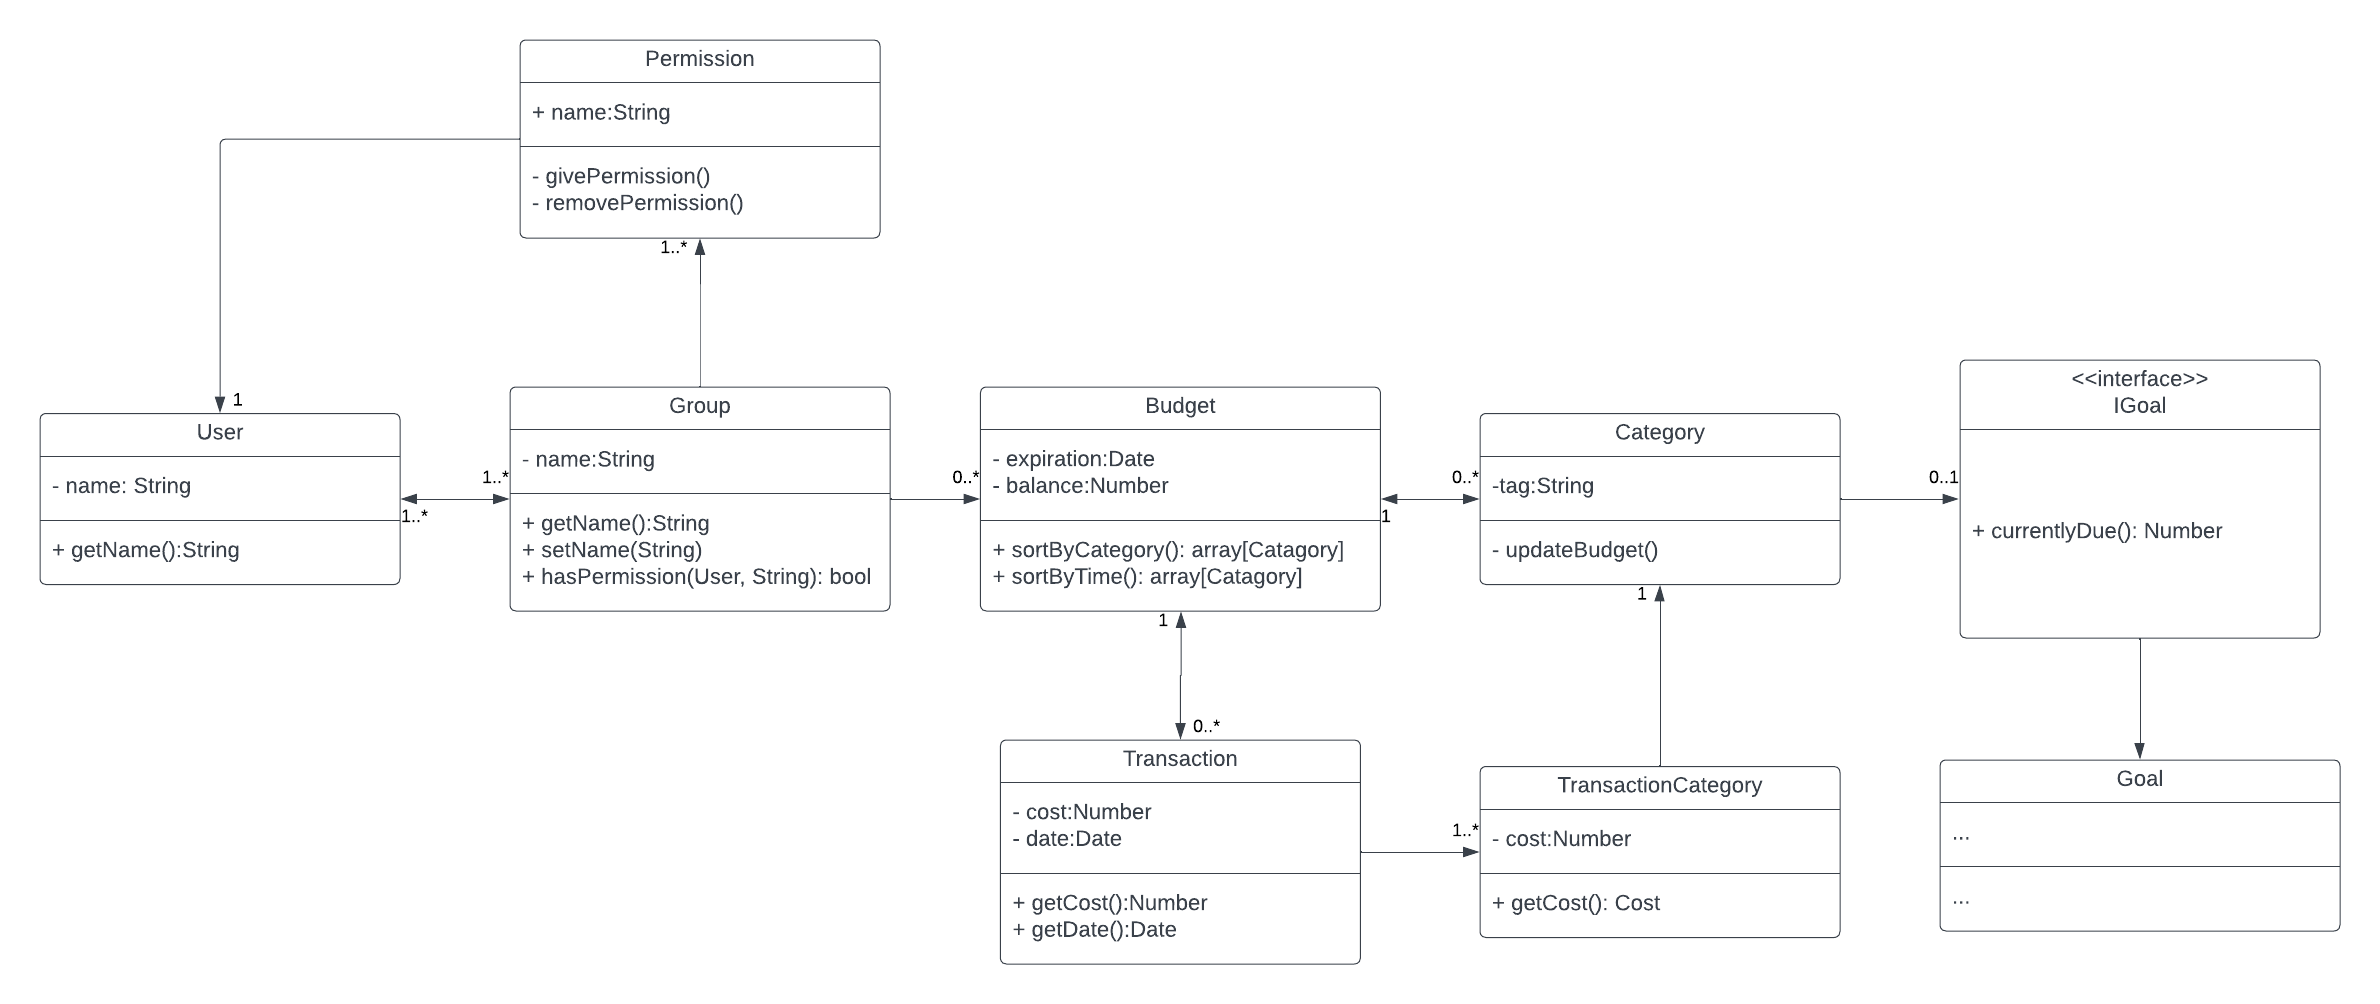 Permission
+ name:String
- givePermission()
- removePermission()
1..*
1
User
- name: String
+ getName():String
1..*
1..*
Group
- name:String
+ getName():String
+ setName(String)
+ hasPermission(User, String): bool
0..*
Budget
- expiration:Date
- balance:Number
+ sortByCategory(): array[Catagory]
+ sortByTime(): array[Catagory]
0..*
1
Category
-tag:String
- updateBudget()
0..1
<<interface>>
IGoal
+ currentlyDue(): Number
1
0..*
1
Transaction
- cost:Number
- date:Date
+ getCost():Number
+ getDate():Date
1..*
TransactionCategory
- cost:Number
+ getCost(): Cost
Goal
...
...